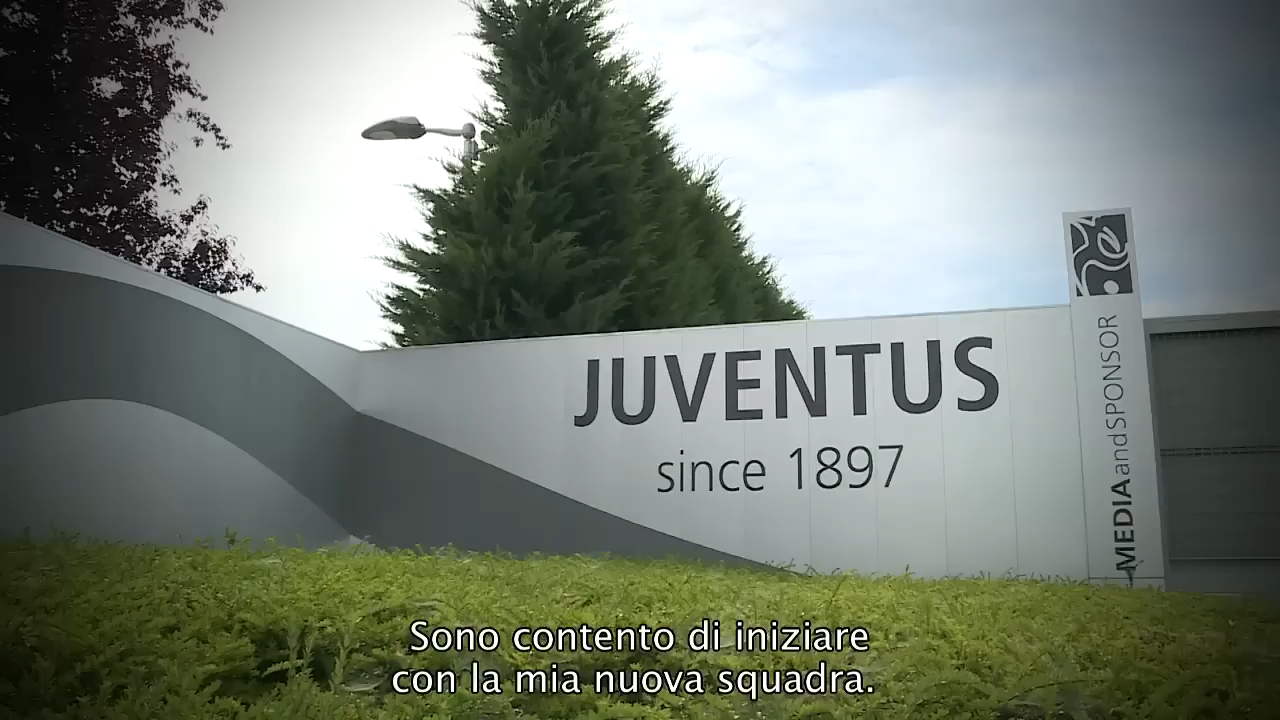 JUVENTUS
since 1897
MEDIAandSPONSOR
Sono contento di iniziare
con la mia nuova squadra.